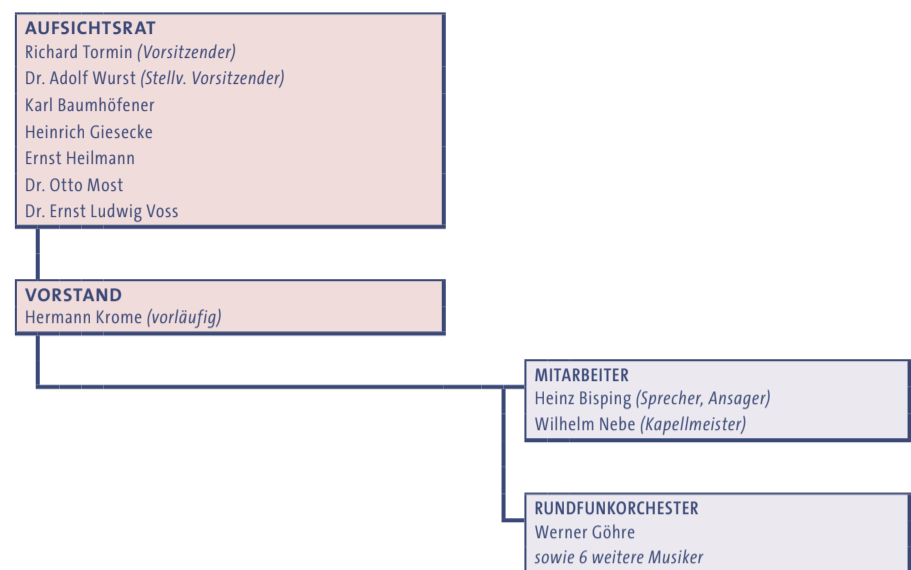 AUFSICHTSRAT
Richard Tormin (Vorsitzender)
Dr. Adolf Wurst (Stellv. Vorsitzender)
Karl Baumhöfener
Heinrich Giesecke
Ernst Heilmann
Dr. Otto Most
Dr. Ernst Ludwig Voss
VORSTAND
Hermann Krome (vorläufig)
MITARBEITER
Heinz Bisping (Sprecher, Ansager)
Wilhelm Nebe (Kapellmeister)
RUNDFUNKORCHESTER
Werner Göhre
sowie 6 weitere Musiker